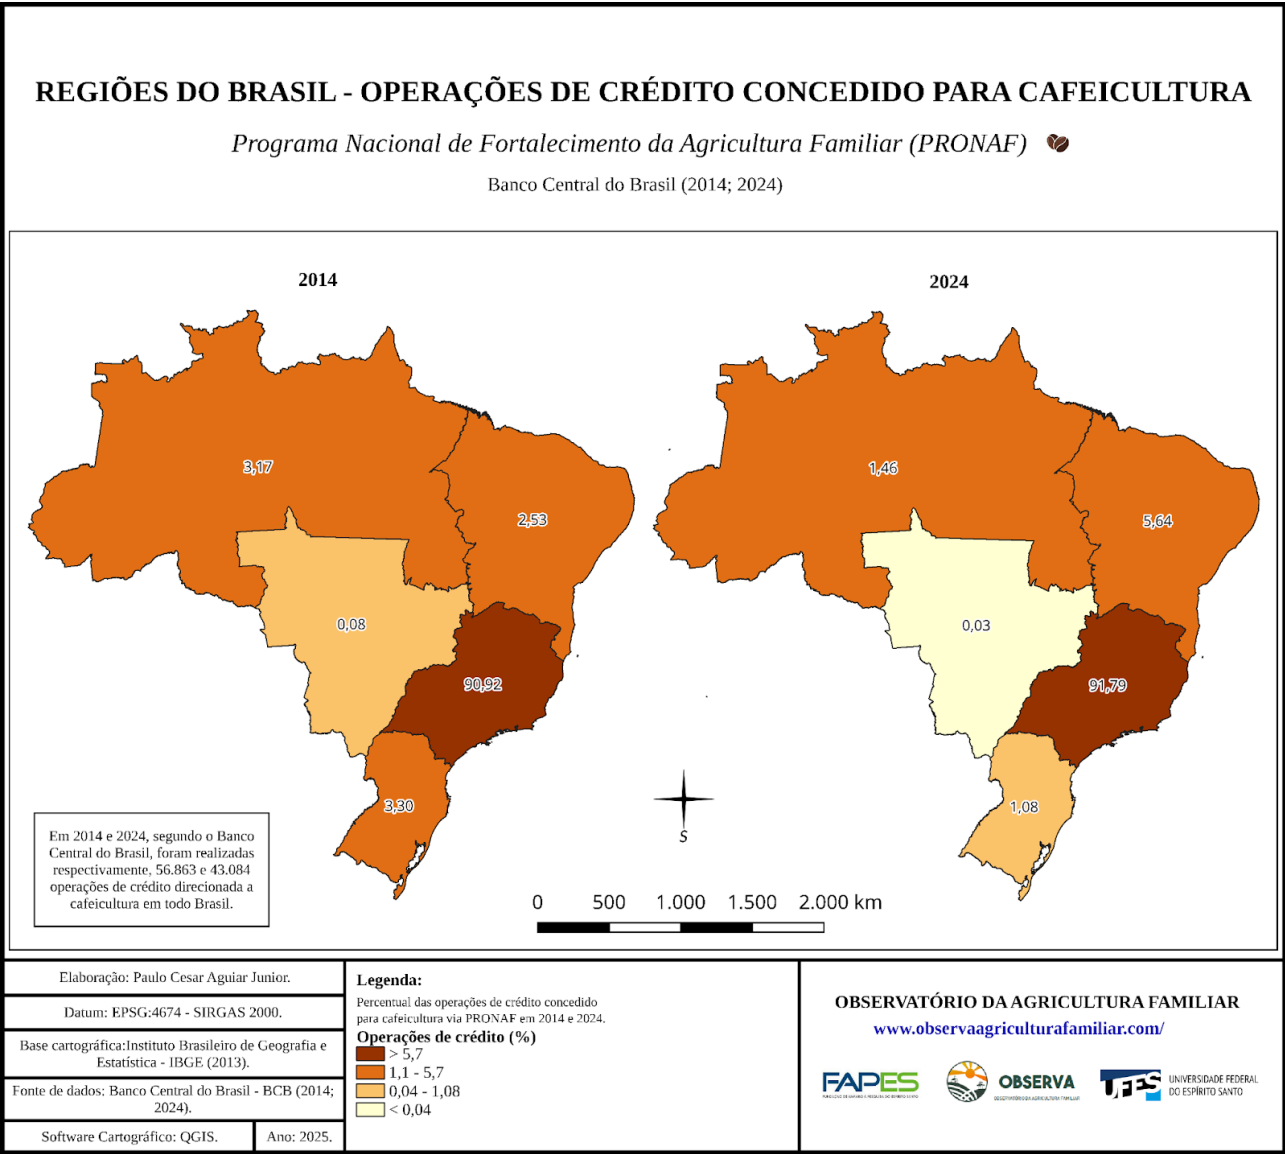 REGIÕES DO BRASIL - OPERAÇÕES DE CRÉDITO CONCEDIDO PARA CAFEICULTURA
Programa Nacional de Fortalecimento da Agricultura Familiar (PRONAF)
Banco Central do Brasil (2014; 2024)
2014
3,17
2,53
0,08
90,92
3,30
2024
1,46
5,64
0,03
91,79
1,08
S
Em 2014 e 2024, segundo o Banco
Central do Brasil, foram realizadas
respectivamente, 56.863 e 43.084
operações de crédito direcionada a
cafeicultura em todo Brasil.
0 500 1.000 1.500 2.000 km
Elaboração: Paulo Cesar Aguiar Junior.
Datum: EPSG:4674 - SIRGAS 2000.
Base cartográfica:Instituto Brasileiro de Geografia e
Estatística - IBGE (2013).
Fonte de dados: Banco Central do Brasil - BCB (2014;
2024).
Software Cartográfico: QGIS.
Ano: 2025.
Legenda:
Percentual das operações de crédito concedido
para cafeicultura via PRONAF em 2014 e 2024.
Operações de crédito (%)
> 5,7
1,1 - 5,7
0,04 - 1,08
< 0,04
OBSERVATÓRIO DA AGRICULTURA FAMILIAR
www.observaagriculturafamiliar.com/
FAPES
OBSERVA
OBSERVATÓRIO DA AGRICULTURA FAMILIAR
UFES
UNIVERSIDADE FEDERAL
DO ESPÍRITO SANTO